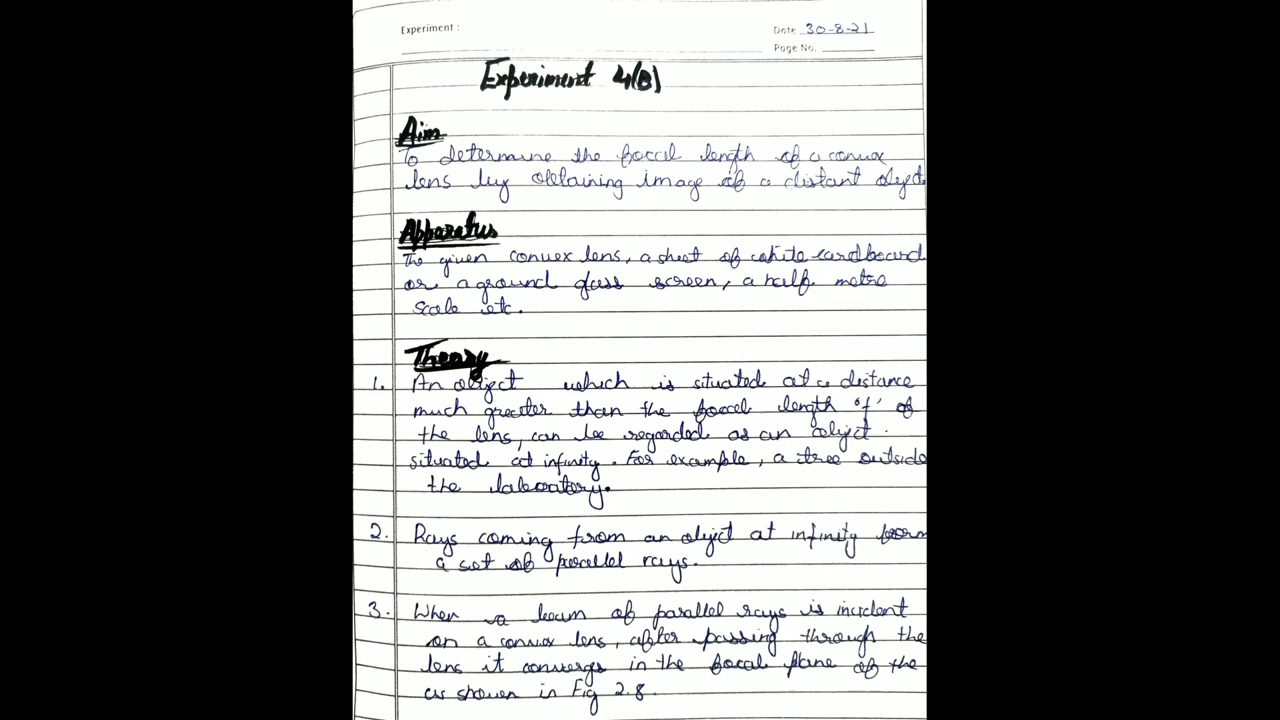 Experiment :
Date 30-8-21
Page No.
Experiment 4(B)
Aim
To determine the focal length of a convex
lens by obtaining image of a distant object
Apparatus
The given convex lens, a sheet of white cardboard
or a ground glass screen, a half metre
scale etc.
Theory
1. An object which is situated at a distance
much greater than the focal length 'f' of
the lens, can be regarded as an object
situated at infinity. For example, a tree outside
the laboratory.
2. Rays coming from an object at infinity form
a set of parallel rays.
3. When a beam of parallel rays is incident
on a convex lens, after passing through the
lens it converge in the focal plane of the
as shown in Fig 2.8.